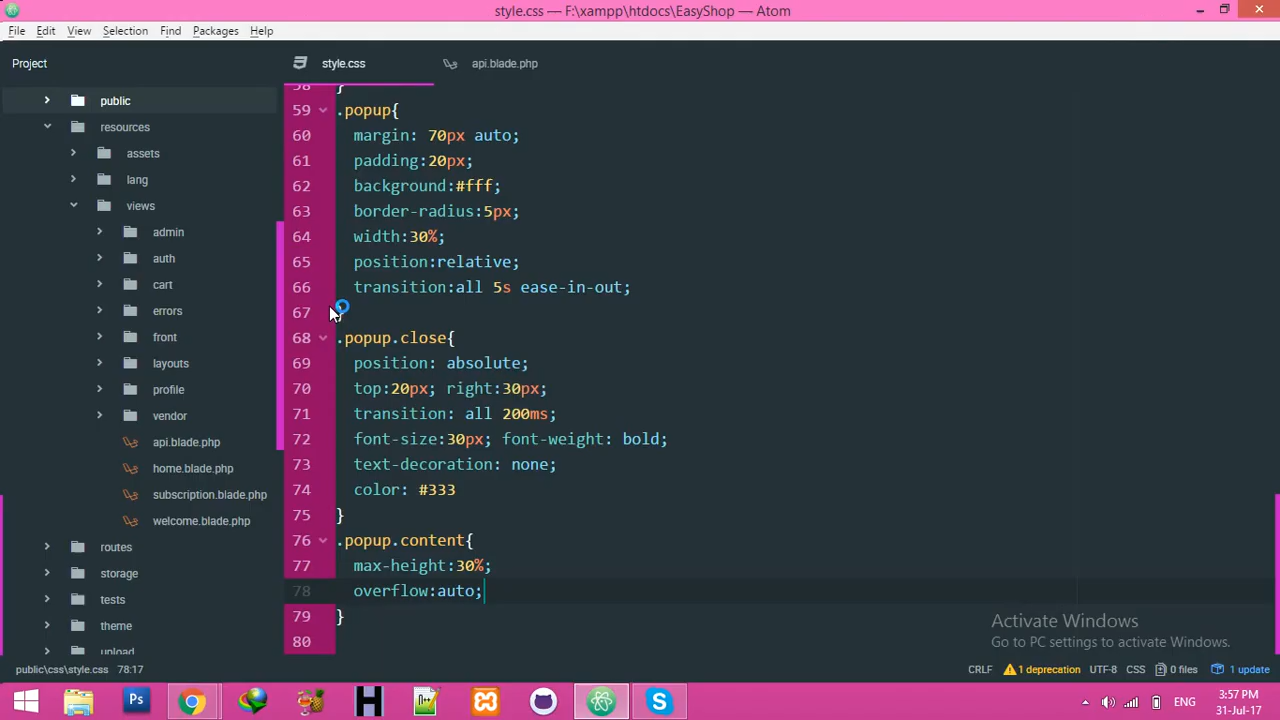 style.css — F:\xampp\htdocs\EasyShop — Atom
File Edit View Selection Find Packages Help
Project
style.css
api.blade.php
public
resources
assets
lang
views
admin
auth
cart
errors
front
layouts
profile
vendor
api.blade.php
home.blade.php
subscription.blade.php
welcome.blade.php
routes
storage
tests
theme
upload
58 }
59 .popup{
60 margin: 70px auto;
61 padding:20px;
62 background:#fff;
63 border-radius:5px;
64 width:30%;
65 position:relative;
66 transition:all 5s ease-in-out;
67 }
68 .popup.close{
69 position: absolute;
70 top:20px; right:30px;
71 transition: all 200ms;
72 font-size:30px; font-weight: bold;
73 text-decoration: none;
74 color: #333
75 }
76 .popup.content{
77 max-height:30%;
78 overflow:auto;
79 }
80
Activate Windows
Go to PC settings to activate Windows.
public\css\style.css 78:17
CRLF 1 deprecation UTF-8 CSS 0 files 1 update
Ps
H
N++
S
ENG
3:57 PM
31-Jul-17